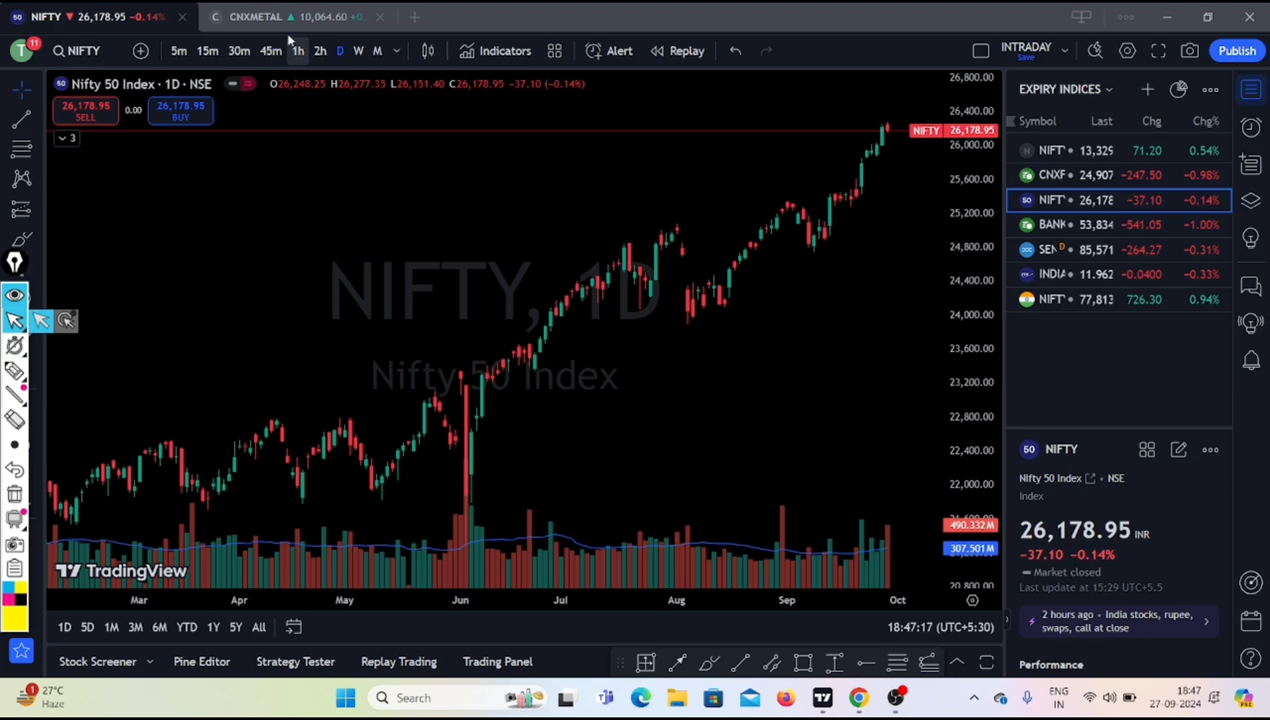 NIFTY ▼ 26,178.95 −0.14%
CNXMETAL ▲ 10,064.60 +0
T 11 NIFTY 5m 15m 30m 45m 1h 2h D W M Indicators Alert Replay INTRADAY Save Publish
50 Nifty 50 Index · 1D · NSE O26,248.25 H26,277.35 L26,151.40 C26,178.95 −37.10 (−0.14%)
26,178.95 SELL 0.00 26,178.95 BUY
3
NIFTY, 1D
Nifty 50 Index
26,800.00
26,400.00
NIFTY 26,178.95
26,000.00
25,600.00
25,200.00
24,800.00
24,400.00
24,000.00
23,600.00
23,200.00
22,800.00
22,400.00
22,000.00
490.332M
307.501M
20,800.00
TradingView
Mar Apr May Jun Jul Aug Sep Oct
1D 5D 1M 3M 6M YTD 1Y 5Y All 18:47:17 (UTC+5:30)
Stock Screener Pine Editor Strategy Tester Replay Trading Trading Panel
EXPIRY INDICES
Symbol Last Chg Chg%
NIFT 13,329 71.20 0.54%
CNXF 24,907 −247.50 −0.98%
NIFT 26,178 −37.10 −0.14%
BANK 53,834 −541.05 −1.00%
SEN D 85,571 −264.27 −0.31%
INDIA 11.962 −0.0400 −0.33%
NIFT 77,813 726.30 0.94%
50 NIFTY
Nifty 50 Index · NSE
Index
26,178.95 INR
−37.10 −0.14%
Market closed
Last update at 15:29 UTC+5.5
2 hours ago · India stocks, rupee,
swaps, call at close
Performance
1 27°C
Haze
Search
ENG
IN
18:47
27-09-2024